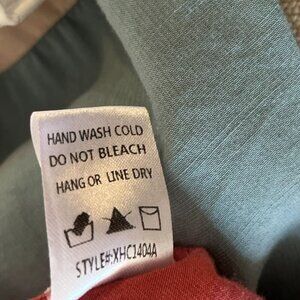 HAND WASH COLD
DO NOT BLEACH
HANG OR LINE DRY
STYLE#:XHC1404A